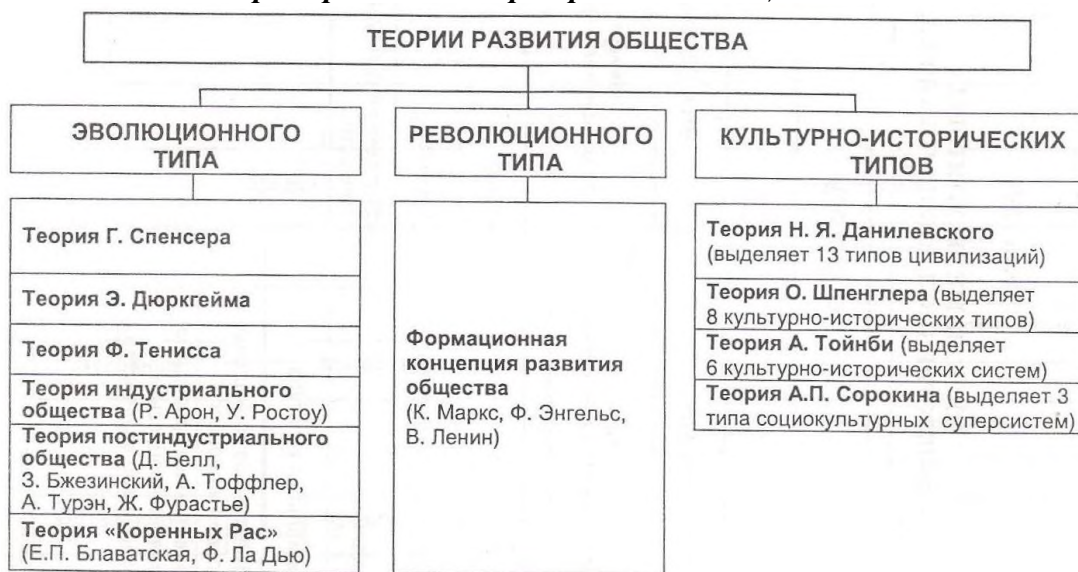 ТЕОРИИ РАЗВИТИЯ ОБЩЕСТВА
ЭВОЛЮЦИОННОГО
ТИПА
Теория Г. Спенсера
Теория Э. Дюркгейма
Теория Ф. Тенисса
Теория индустриального
общества (Р. Арон, У. Ростоу)
Теория постиндустриального
общества (Д. Белл,
З. Бжезинский, А. Тоффлер,
А. Турэн, Ж. Фурастье)
Теория «Коренных Рас»
(Е.П. Блаватская, Ф. Ла Дью)
РЕВОЛЮЦИОННОГО
ТИПА
Формационная
концепция развития
общества
(К. Маркс, Ф. Энгельс,
В. Ленин)
КУЛЬТУРНО-ИСТОРИЧЕСКИХ
ТИПОВ
Теория Н. Я. Данилевского
(выделяет 13 типов цивилизаций)
Теория О. Шпенглера (выделяет
8 культурно-исторических типов)
Теория А. Тойнби (выделяет
6 культурно-исторических систем)
Теория А.П. Сорокина (выделяет 3
типа социокультурных суперсистем)